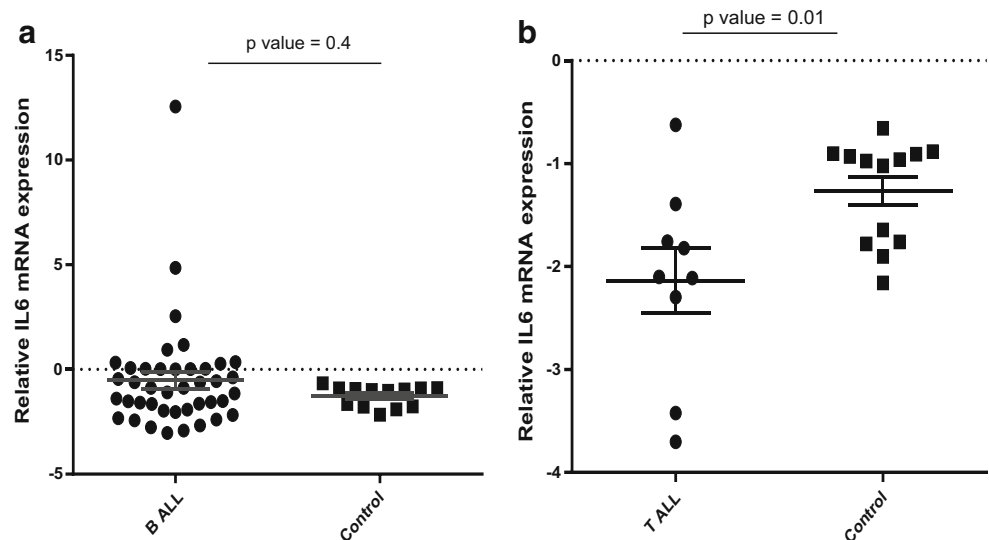 a
p value = 0.4
Relative IL6 mRNA expression
15
10
5
0
-5
B ALL
Control
b
p value = 0.01
Relative IL6 mRNA expression
0
-1
-2
-3
-4
T ALL
Control